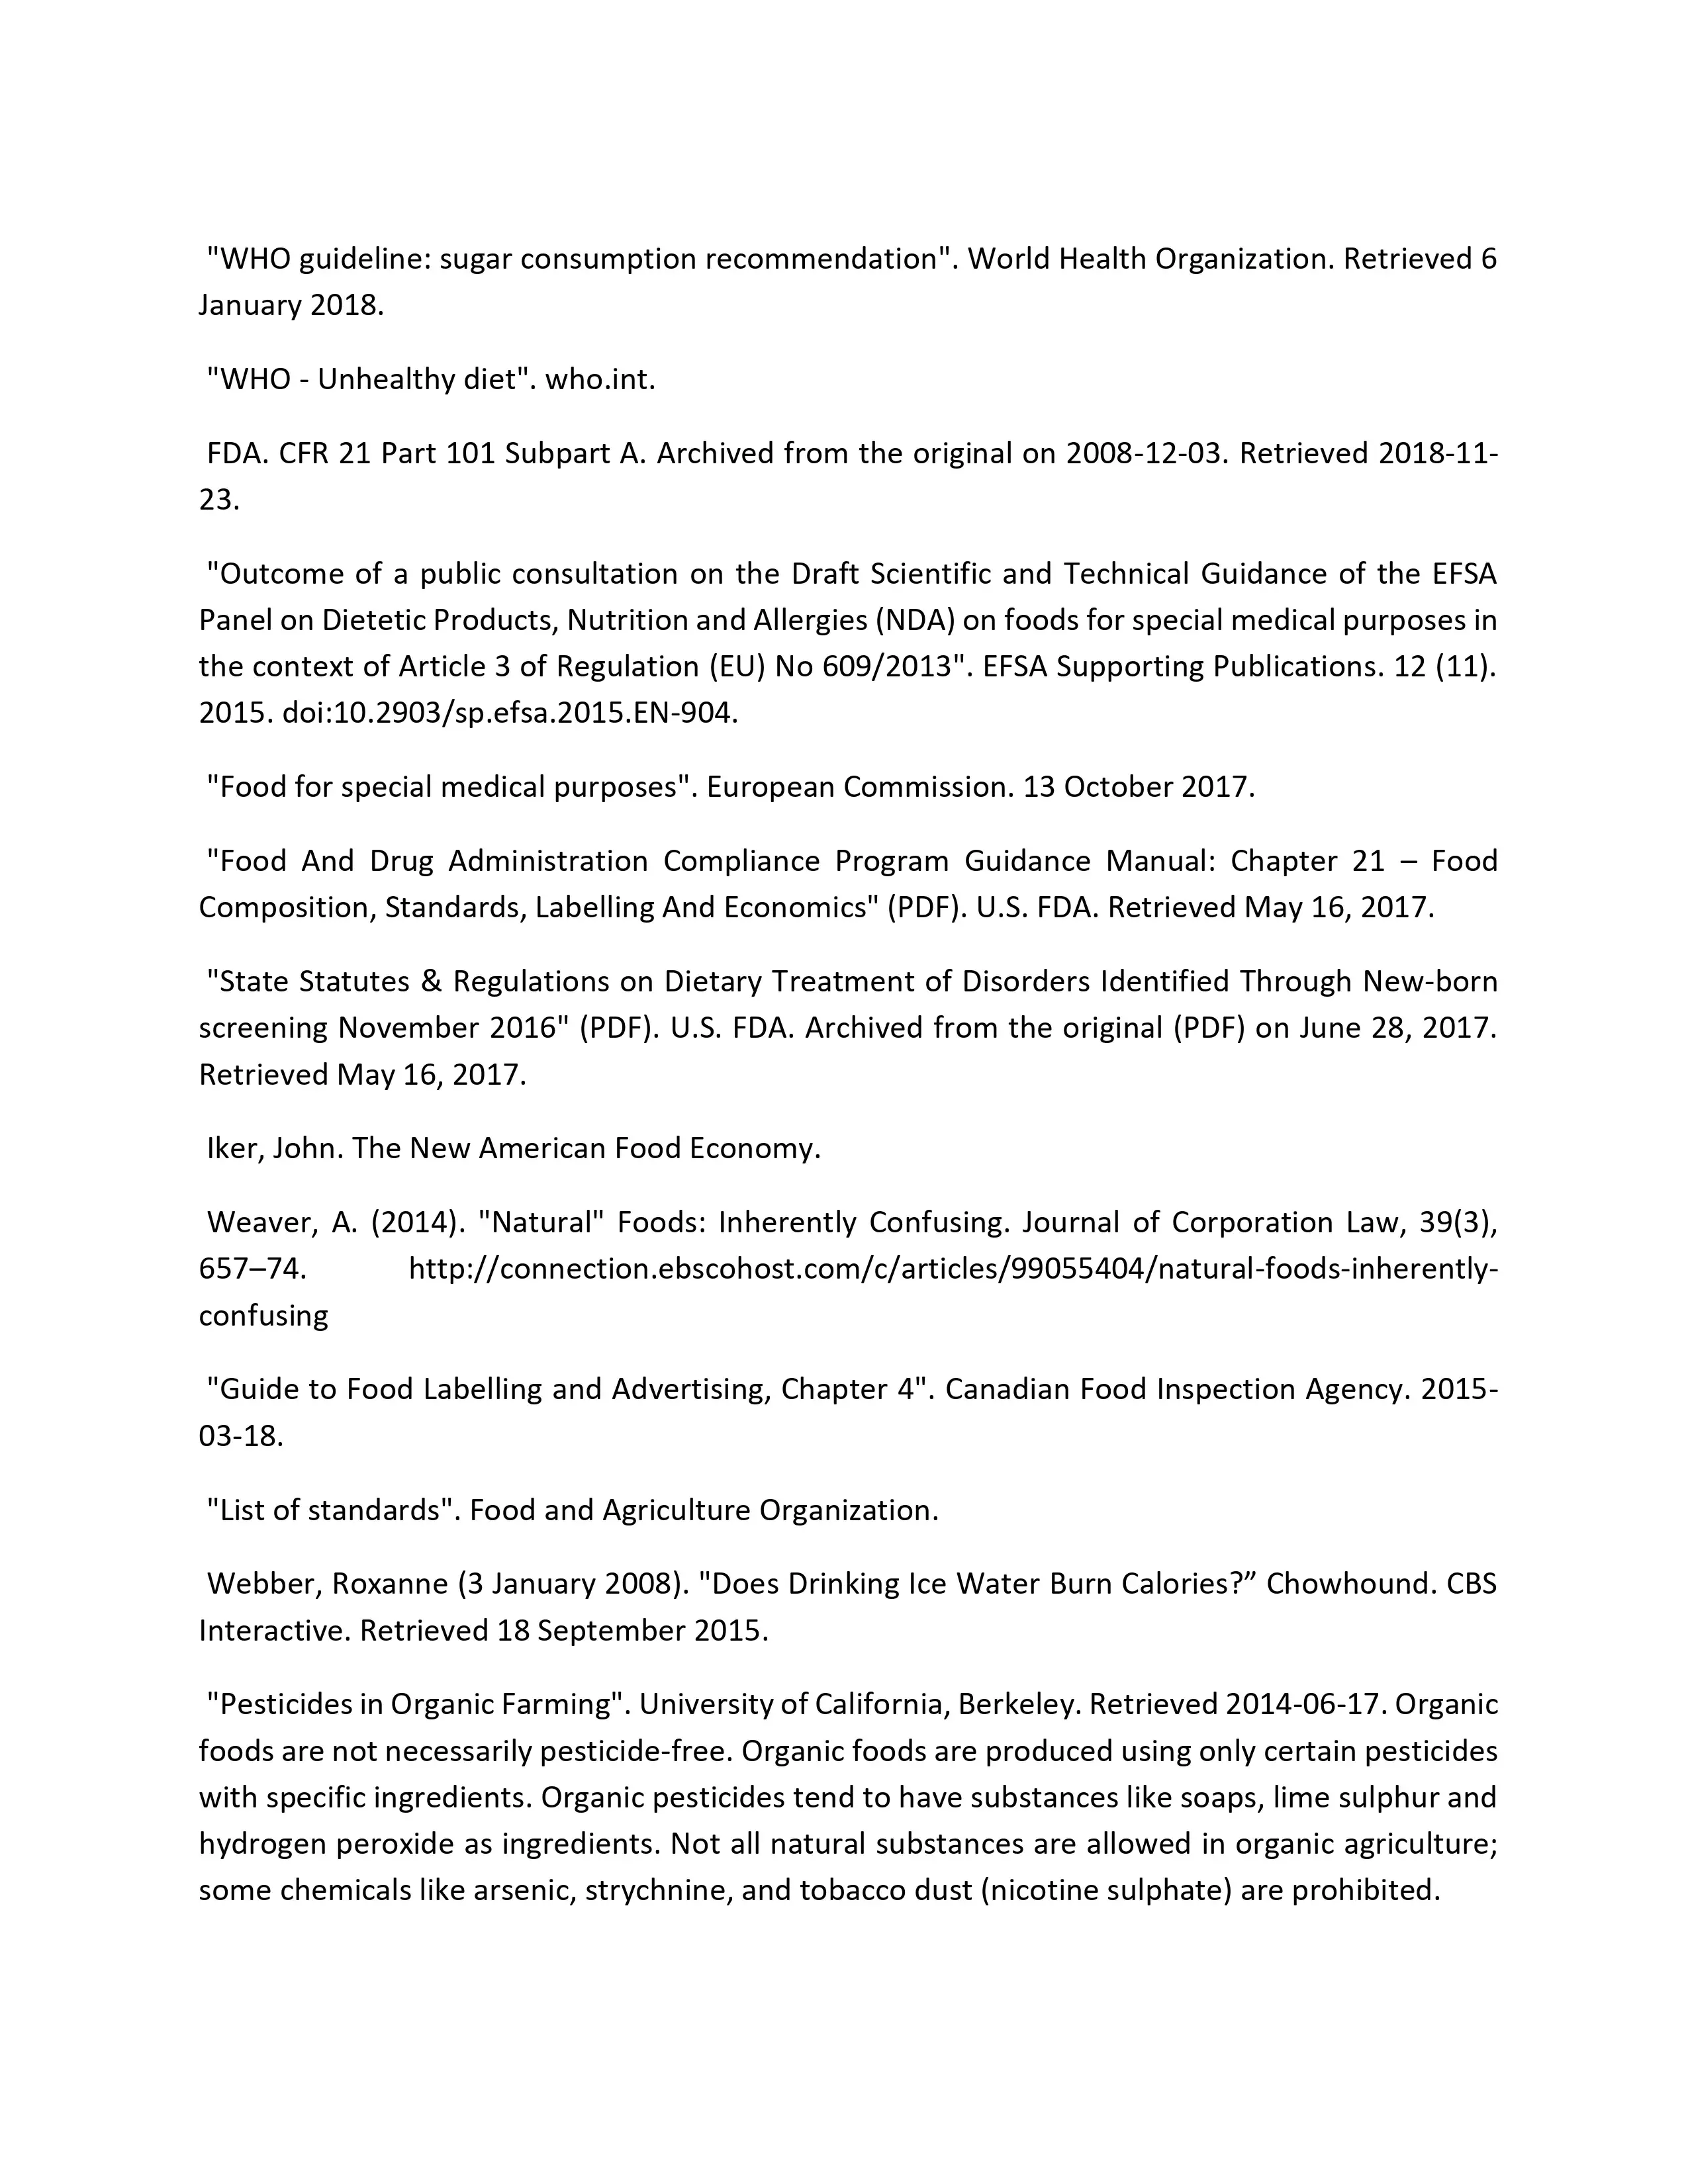 "WHO guideline: sugar consumption recommendation". World Health Organization. Retrieved 6
January 2018.
"WHO - Unhealthy diet". who.int.
FDA. CFR 21 Part 101 Subpart A. Archived from the original on 2008-12-03. Retrieved 2018-11-
23.
"Outcome of a public consultation on the Draft Scientific and Technical Guidance of the EFSA
Panel on Dietetic Products, Nutrition and Allergies (NDA) on foods for special medical purposes in
the context of Article 3 of Regulation (EU) No 609/2013". EFSA Supporting Publications. 12 (11).
2015. doi:10.2903/sp.efsa.2015.EN-904.
"Food for special medical purposes". European Commission. 13 October 2017.
"Food And Drug Administration Compliance Program Guidance Manual: Chapter 21 – Food
Composition, Standards, Labelling And Economics" (PDF). U.S. FDA. Retrieved May 16, 2017.
"State Statutes & Regulations on Dietary Treatment of Disorders Identified Through New-born
screening November 2016" (PDF). U.S. FDA. Archived from the original (PDF) on June 28, 2017.
Retrieved May 16, 2017.
Iker, John. The New American Food Economy.
Weaver, A. (2014). "Natural" Foods: Inherently Confusing. Journal of Corporation Law, 39(3),
657–74. http://connection.ebscohost.com/c/articles/99055404/natural-foods-inherently-
confusing
"Guide to Food Labelling and Advertising, Chapter 4". Canadian Food Inspection Agency. 2015-
03-18.
"List of standards". Food and Agriculture Organization.
Webber, Roxanne (3 January 2008). "Does Drinking Ice Water Burn Calories?” Chowhound. CBS
Interactive. Retrieved 18 September 2015.
"Pesticides in Organic Farming". University of California, Berkeley. Retrieved 2014-06-17. Organic
foods are not necessarily pesticide-free. Organic foods are produced using only certain pesticides
with specific ingredients. Organic pesticides tend to have substances like soaps, lime sulphur and
hydrogen peroxide as ingredients. Not all natural substances are allowed in organic agriculture;
some chemicals like arsenic, strychnine, and tobacco dust (nicotine sulphate) are prohibited.